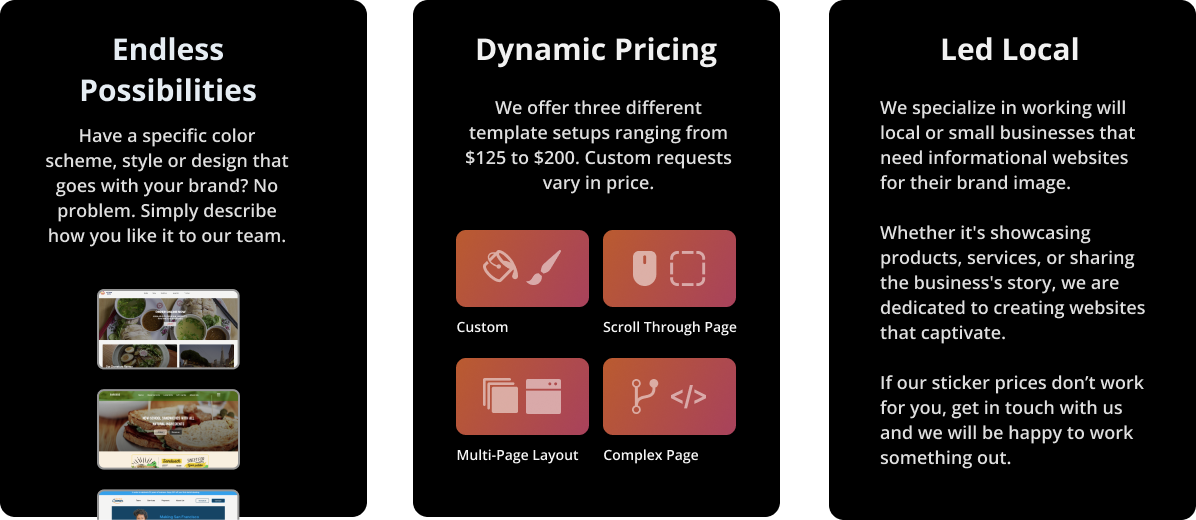 Endless
Possibilities
Have a specific color
scheme, style or design that
goes with your brand? No
problem. Simply describe
how you like it to our team.
Dynamic Pricing
We offer three different
template setups ranging from
$125 to $200. Custom requests
vary in price.
Custom
Scroll Through Page
</>
Multi-Page Layout
Complex Page
Led Local
We specialize in working will
local or small businesses that
need informational websites
for their brand image.
Whether it's showcasing
products, services, or sharing
the business's story, we are
dedicated to creating websites
that captivate.
If our sticker prices don’t work
for you, get in touch with us
and we will be happy to work
something out.